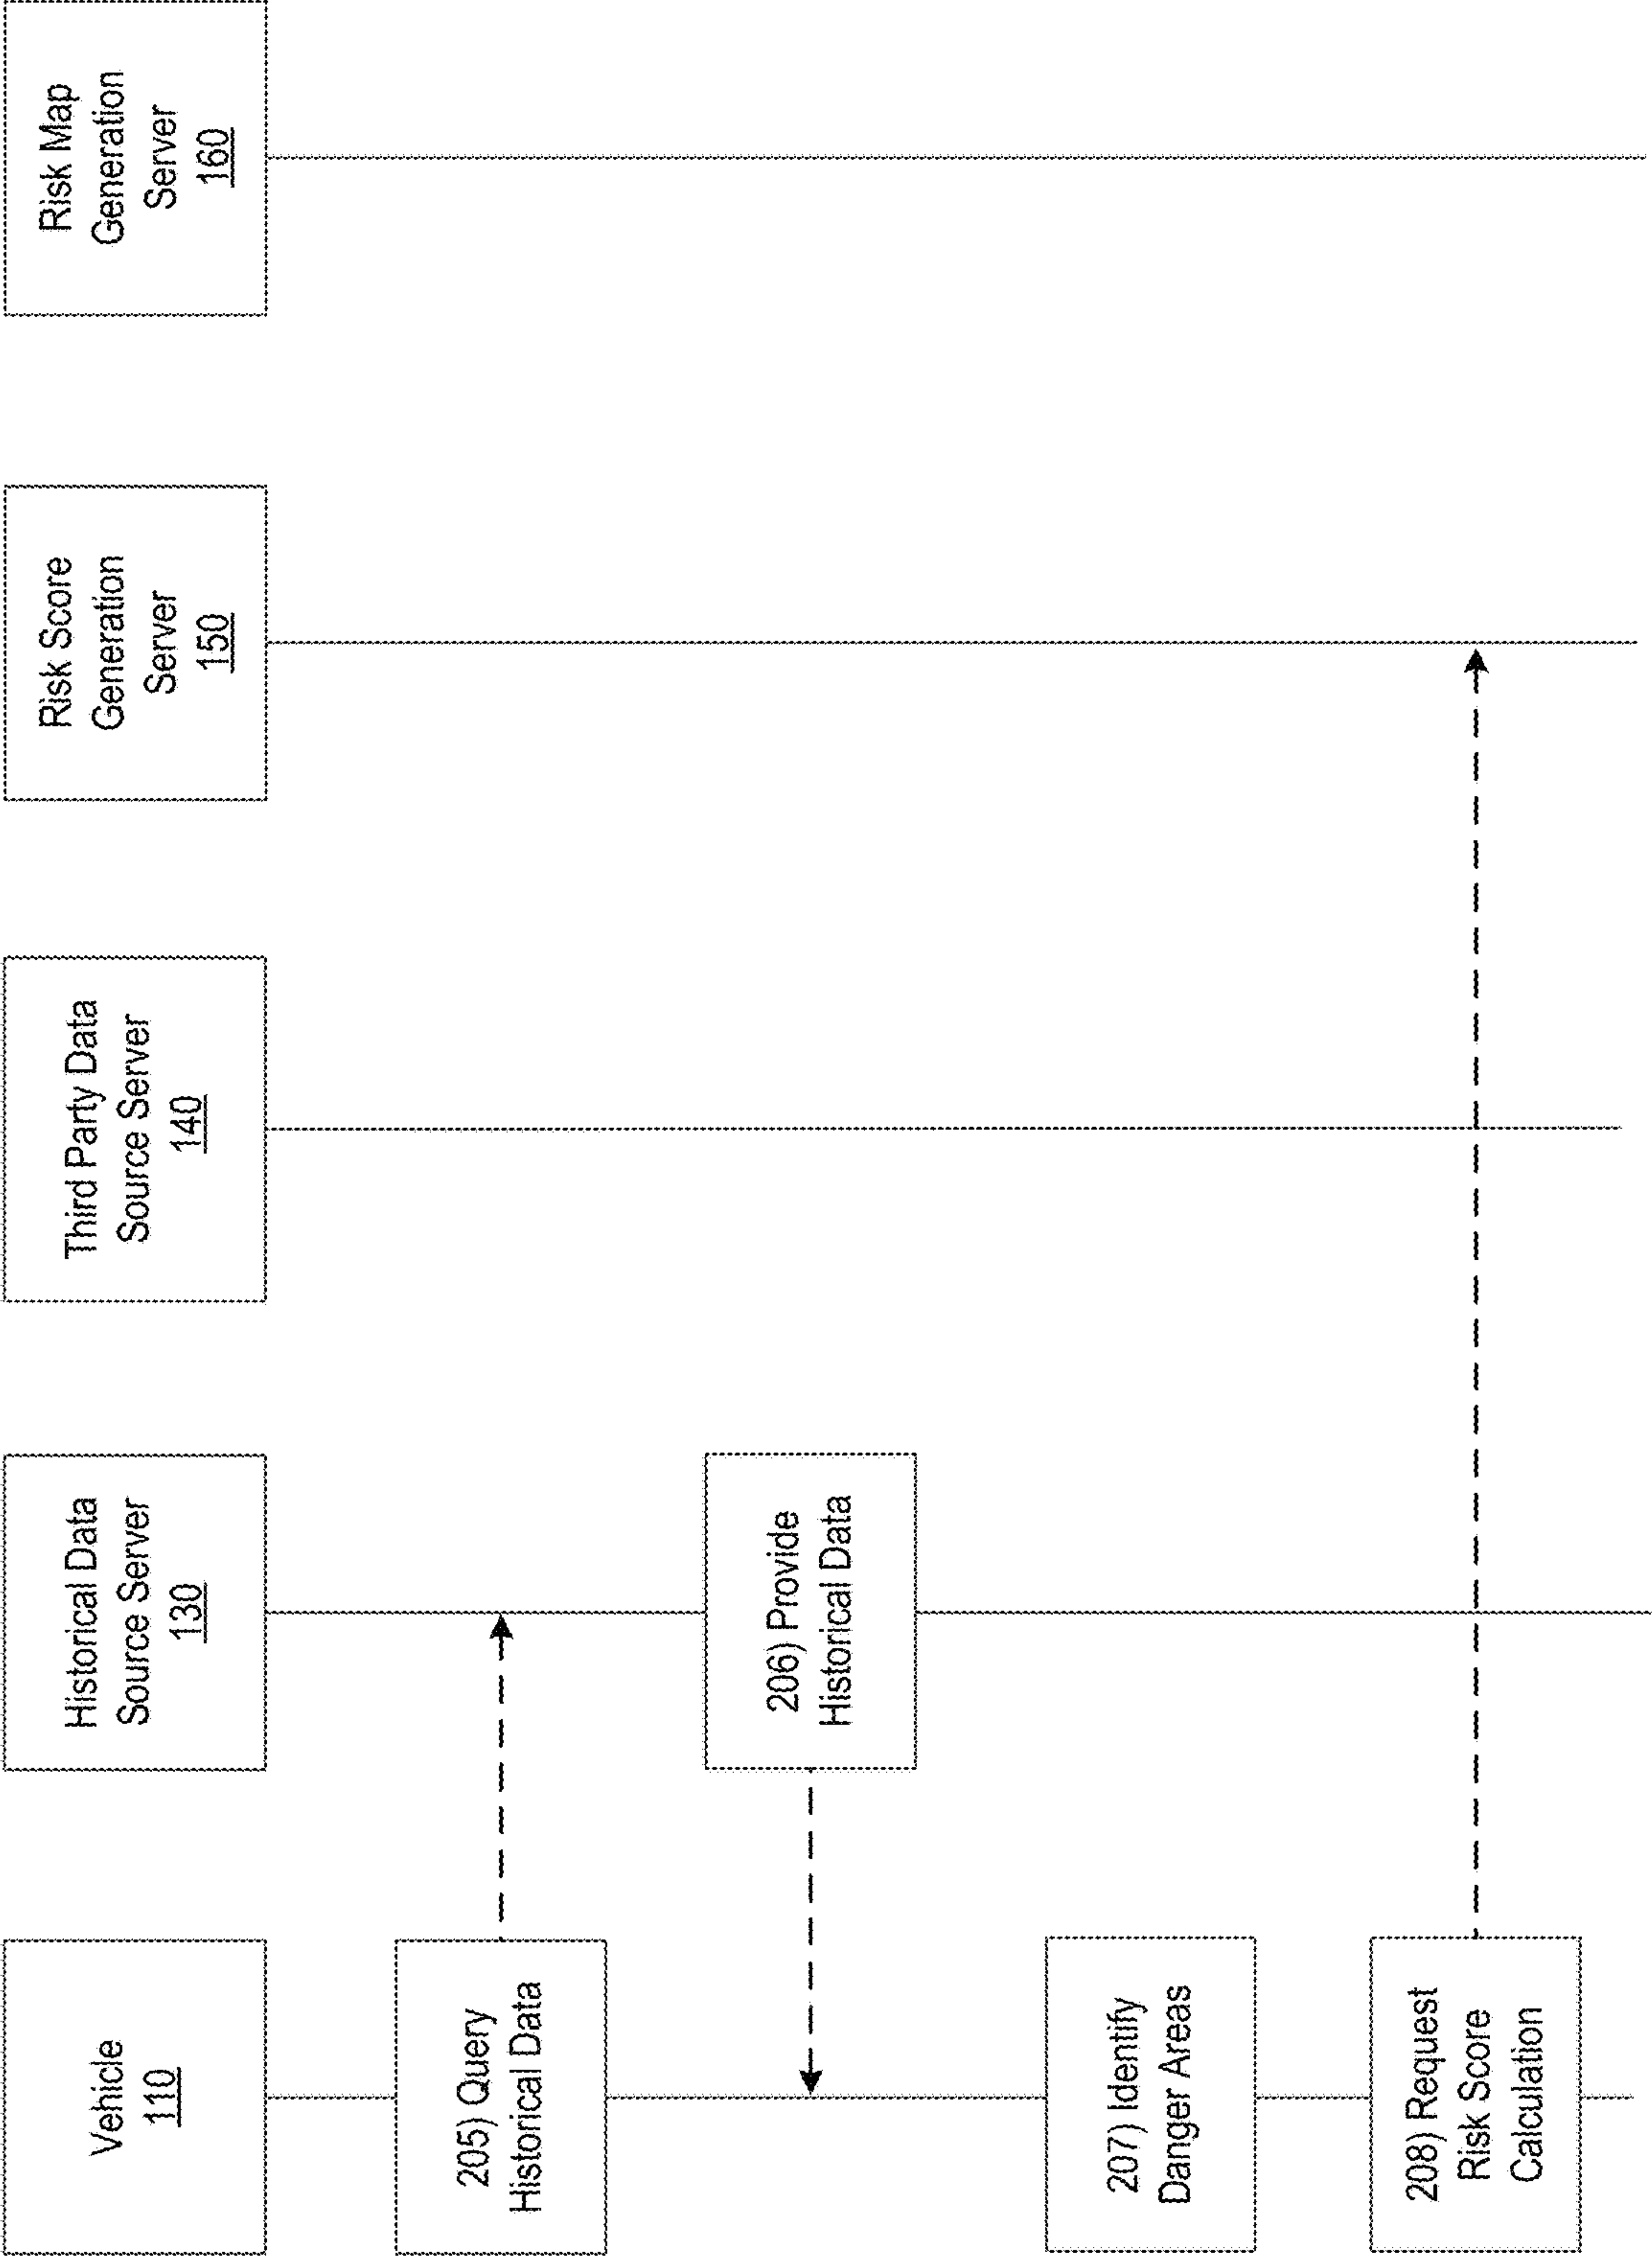 Vehicle
110
Historical Data
Source Server
130
Third Party Data
Source Server
140
Risk Score
Generation
Server
150
Risk Map
Generation
Server
160
205) Query
Historical Data
206) Provide
Historical Data
207) Identify
Danger Areas
208) Request
Risk Score
Calculation